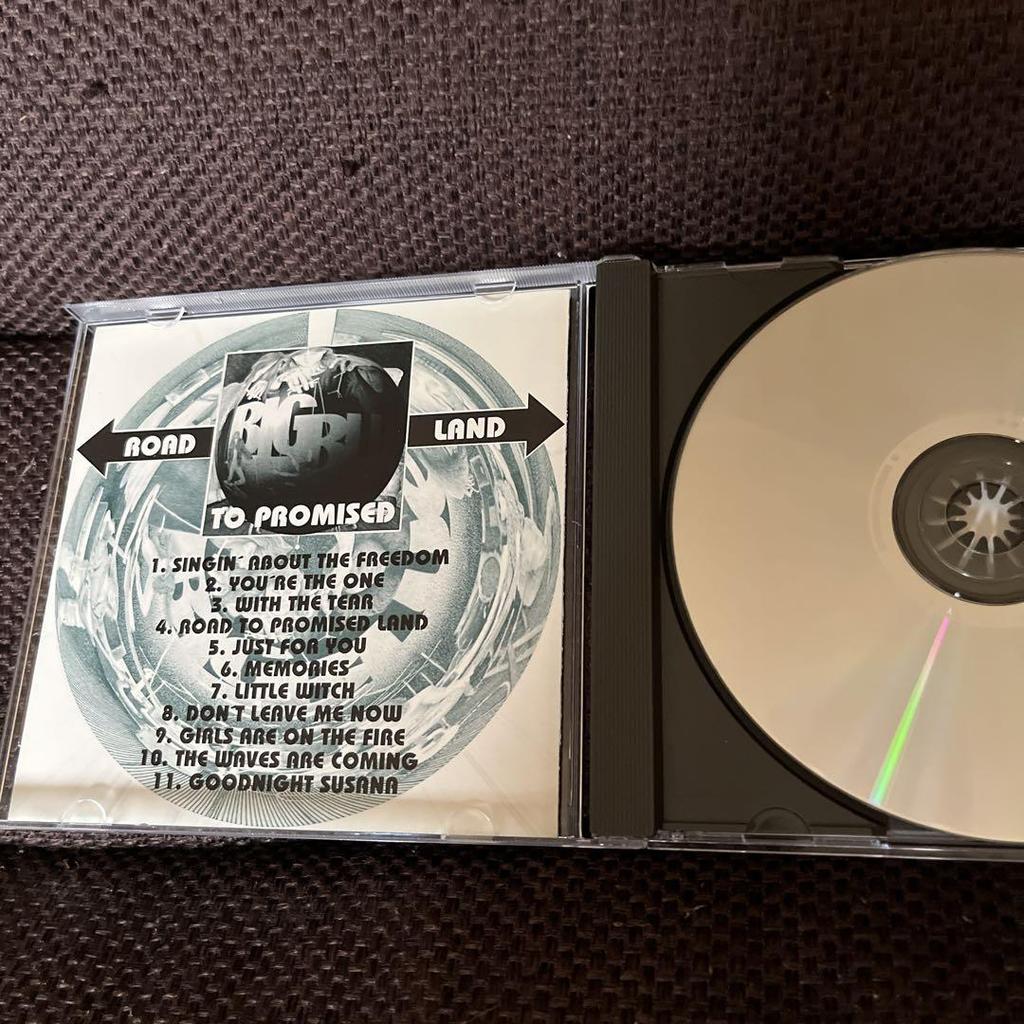 BIG
ROAD
LAND
TO PROMISED
1. SINGIN´ ABOUT THE FREEDOM
2. YOU´RE THE ONE
3. WITH THE TEAR
4. ROAD TO PROMISED LAND
5. JUST FOR YOU
6. MEMORIES
7. LITTLE WITCH
8. DON´T LEAVE ME NOW
9. GIRLS ARE ON THE FIRE
10. THE WAVES ARE COMING
11. GOODNIGHT SUSANA